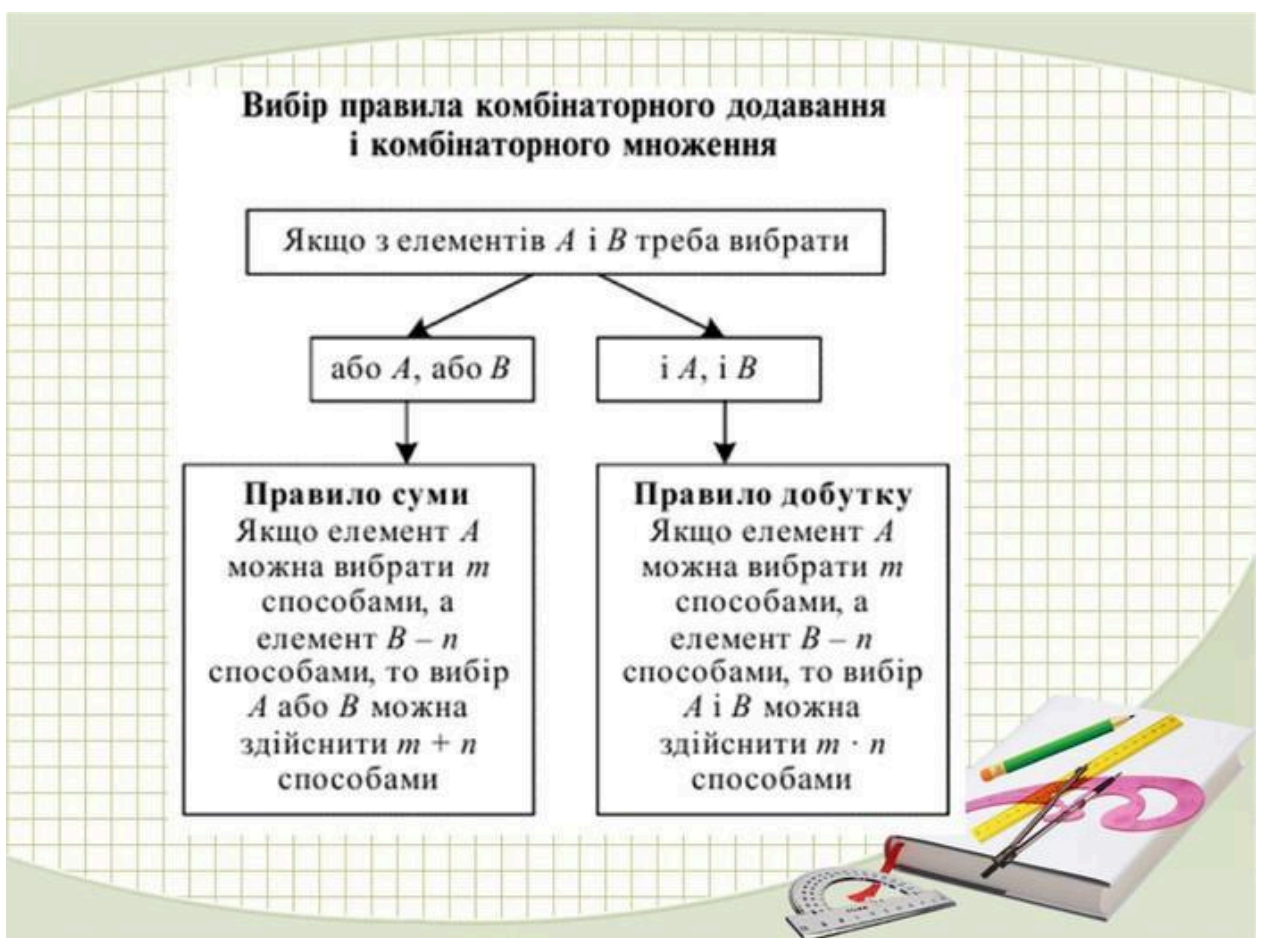 Вибір правила комбінаторного додавання
і комбінаторного множення
Якщо з елементів A і B треба вибрати
або A, або B
і A, і B
Правило суми
Якщо елемент A
можна вибрати m
способами, а
елемент B – n
способами, то вибір
A або B можна
здійснити m + n
способами
Правило добутку
Якщо елемент A
можна вибрати m
способами, а
елемент B – n
способами, то вибір
A і B можна
здійснити m · n
способами